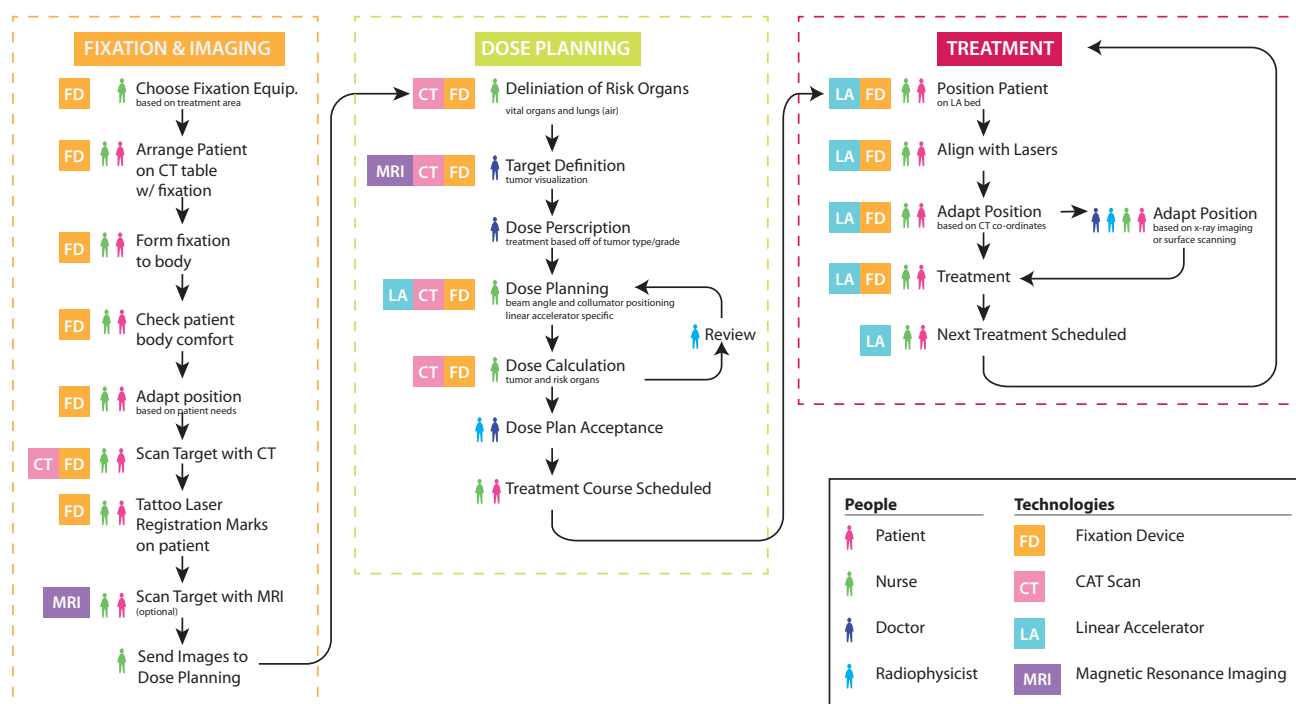 FIXATION & IMAGING
FD
Choose Fixation Equip.
based on treatment area
FD
Arrange Patient
on CT table
w/ fixation
FD
Form fixation
to body
FD
Check patient
body comfort
FD
Adapt position
based on patient needs
CT FD
Scan Target with CT
FD
Tattoo Laser
Registration Marks
on patient
MRI
Scan Target with MRI
(optional)
Send Images to
Dose Planning
DOSE PLANNING
CT FD
Deliniation of Risk Organs
vital organs and lungs (air)
MRI CT FD
Target Definition
tumor visualization
Dose Perscription
treatment based off of tumor type/grade
LA CT FD
Dose Planning
beam angle and collumator positioning
linear accelerator specific
Review
CT FD
Dose Calculation
tumor and risk organs
Dose Plan Acceptance
Treatment Course Scheduled
TREATMENT
LA FD
Position Patient
on LA bed
LA FD
Align with Lasers
LA FD
Adapt Position
based on CT co-ordinates
Adapt Position
based on x-ray imaging
or surface scanning
LA FD
Treatment
LA
Next Treatment Scheduled
People
Patient
Nurse
Doctor
Radiophysicist
Technologies
FD
Fixation Device
CT
CAT Scan
LA
Linear Accelerator
MRI
Magnetic Resonance Imaging